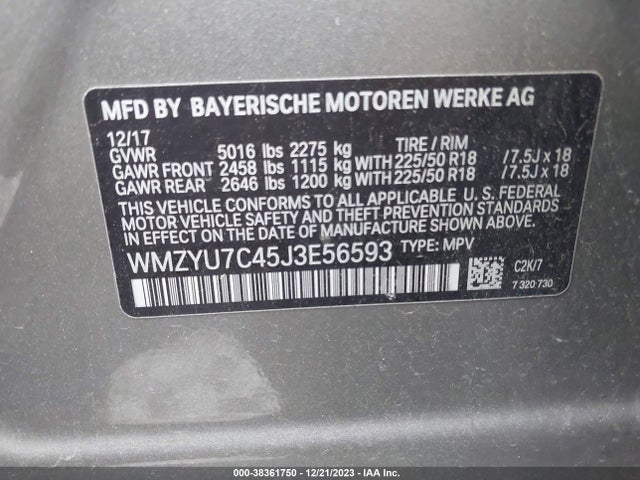 MFD BY BAYERISCHE MOTOREN WERKE AG
12/17
GVWR 5016 lbs 2275 kg TIRE / RIM
GAWR FRONT 2458 lbs 1115 kg WITH 225/50 R18 / 7.5J x 18
GAWR REAR 2646 lbs 1200 kg WITH 225/50 R18 / 7.5J x 18
THIS VEHICLE CONFORMS TO ALL APPLICABLE U. S. FEDERAL
MOTOR VEHICLE SAFETY AND THEFT PREVENTION STANDARDS
IN EFFECT ON THE DATE OF MANUFACTURE SHOWN ABOVE.
WMZYU7C45J3E56593 TYPE: MPV
C2K/7
7 320 730
COPART - 38361750 - 12/21/2023 - IAA Inc.